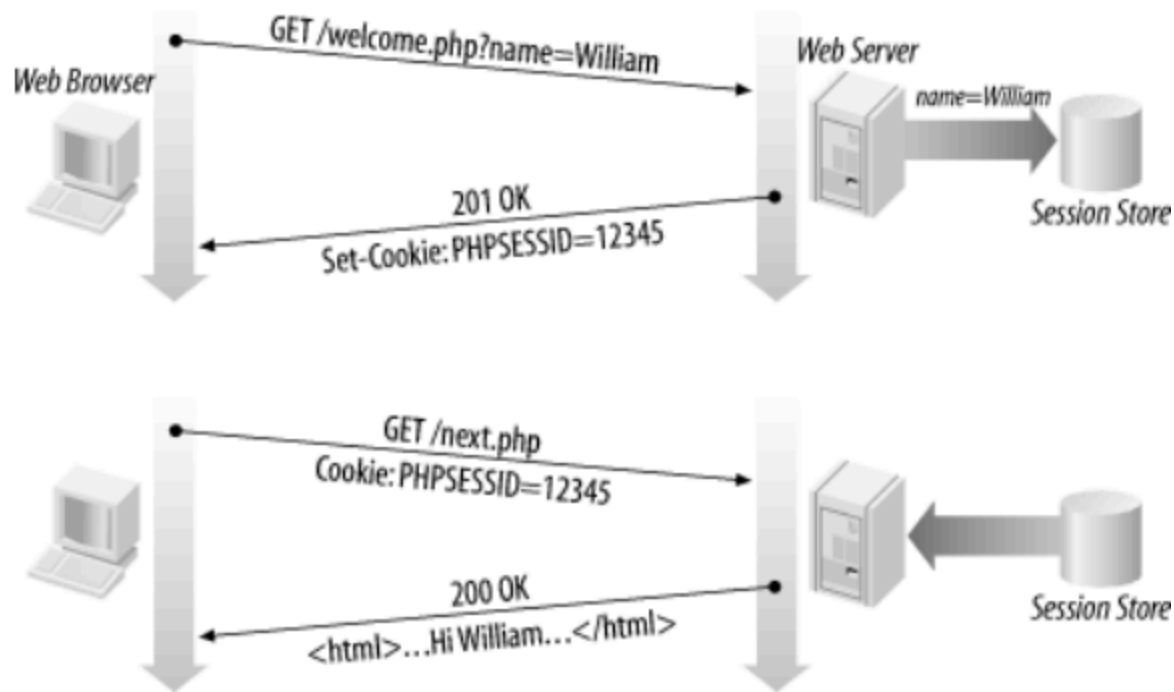 GET /welcome.php?name=William
Web Browser
Web Server
name=William
201 OK
Set-Cookie: PHPSESSID=12345
Session Store
GET /next.php
Cookie: PHPSESSID=12345
200 OK
<html>...Hi William...</html>
Session Store